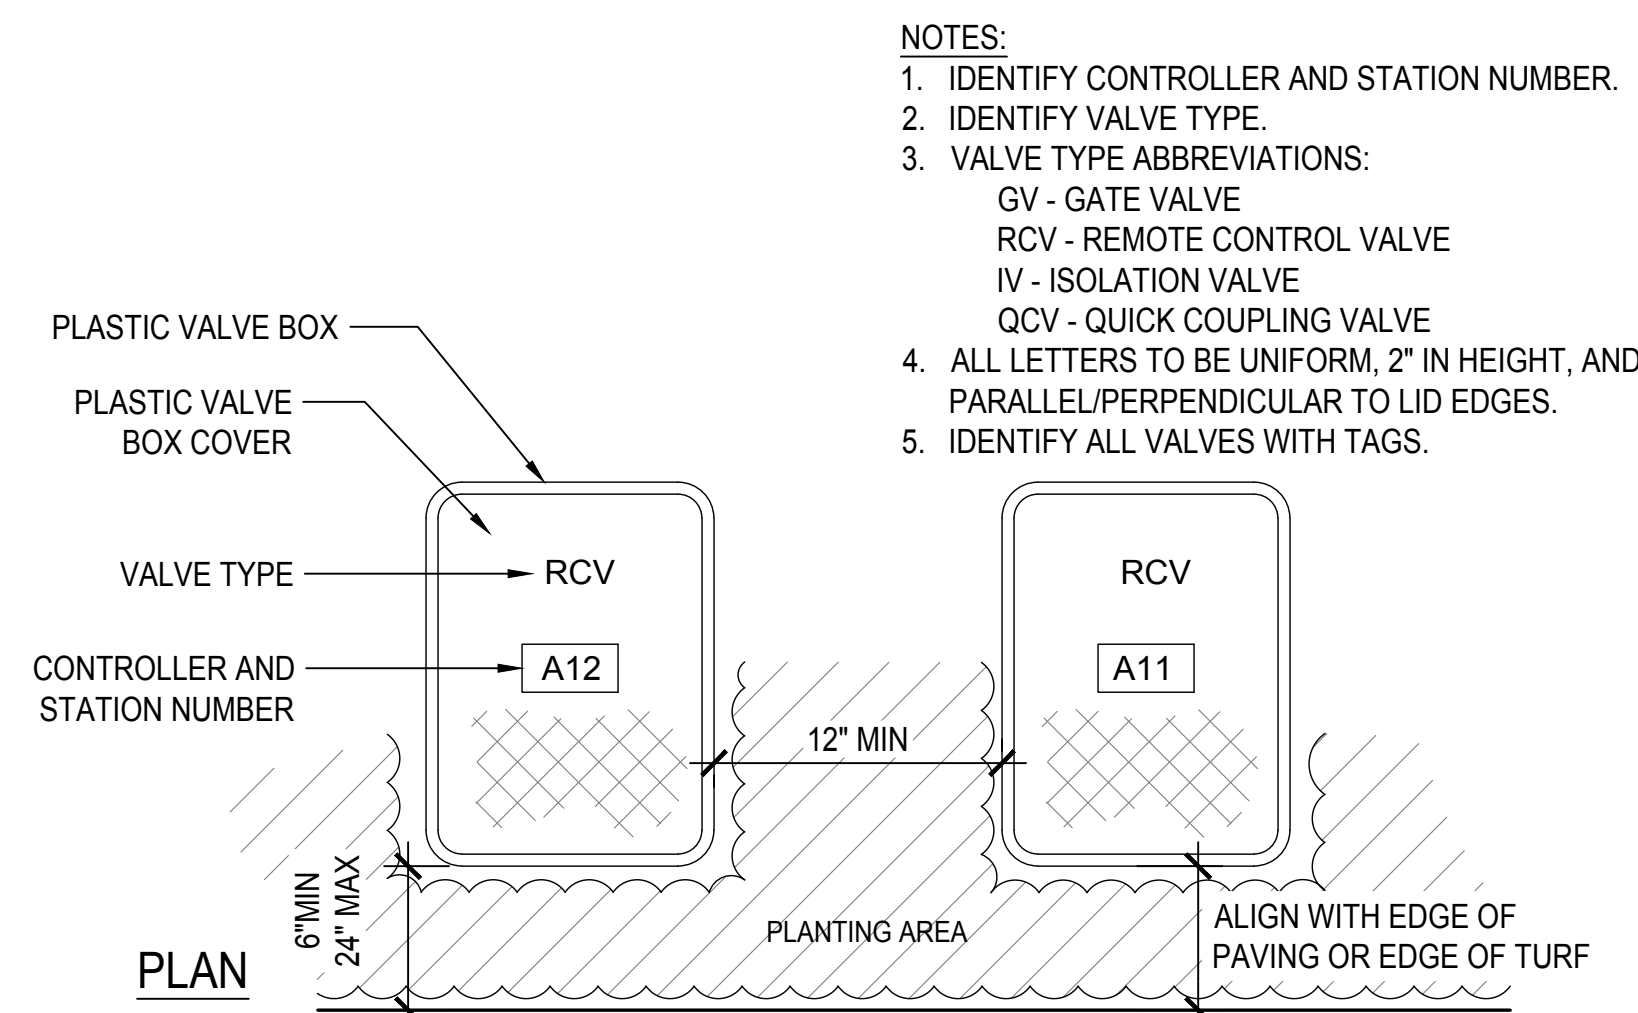 NOTES:
1. IDENTIFY CONTROLLER AND STATION NUMBER.
2. IDENTIFY VALVE TYPE.
3. VALVE TYPE ABBREVIATIONS:
GV - GATE VALVE
RCV - REMOTE CONTROL VALVE
IV - ISOLATION VALVE
QCV - QUICK COUPLING VALVE
4. ALL LETTERS TO BE UNIFORM, 2" IN HEIGHT, AND
PARALLEL/PERPENDICULAR TO LID EDGES.
5. IDENTIFY ALL VALVES WITH TAGS.
PLASTIC VALVE BOX
PLASTIC VALVE
BOX COVER
VALVE TYPE
RCV
RCV
CONTROLLER AND
STATION NUMBER
A12
A11
12" MIN
6"MIN
24" MAX
PLANTING AREA
ALIGN WITH EDGE OF
PAVING OR EDGE OF TURF
PLAN